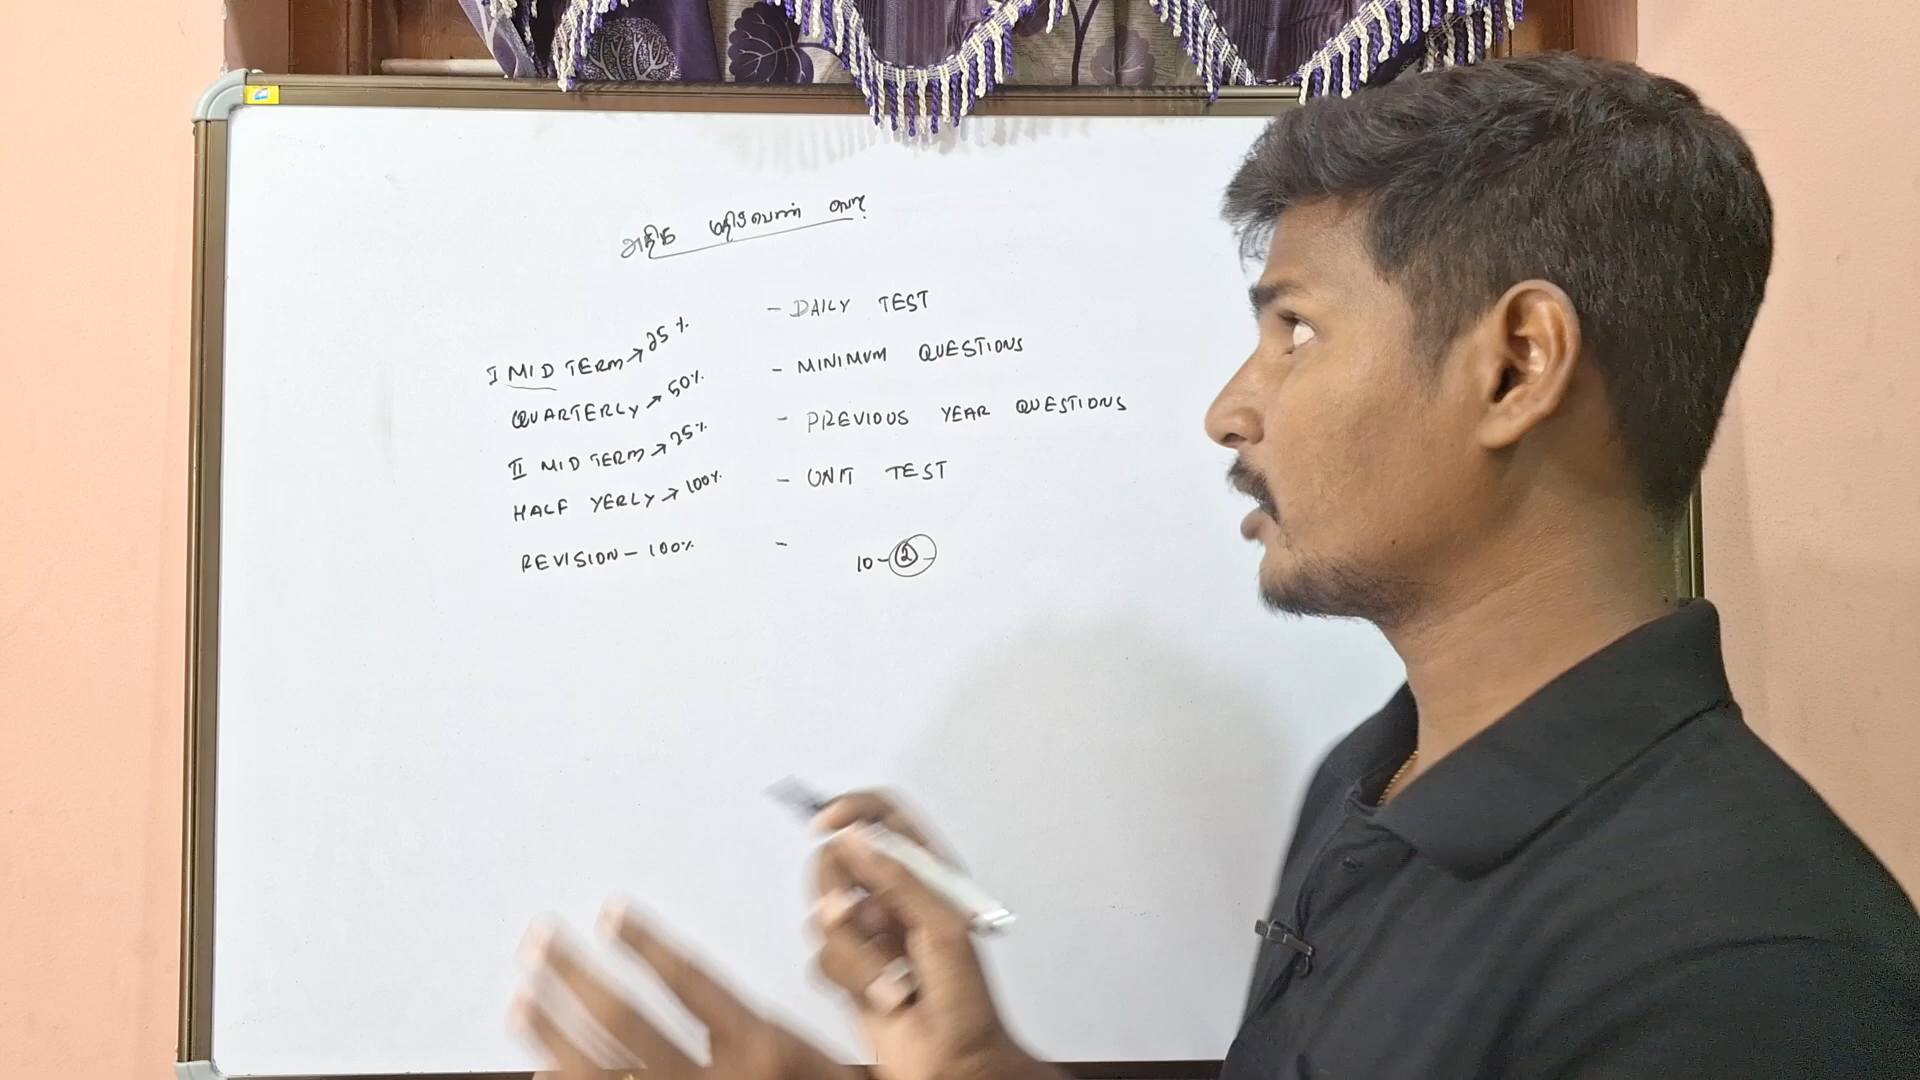 அதிக மதிப்பெண் பெற?
I MID TERM → 25 %
QUARTERLY → 50%
II MID TERM → 25%
HALF YERLY → 100%
REVISION - 100%
- DAILY TEST
- MINIMUM QUESTIONS
- PREVIOUS YEAR QUESTIONS
- UNIT TEST
- 10 - 2 -